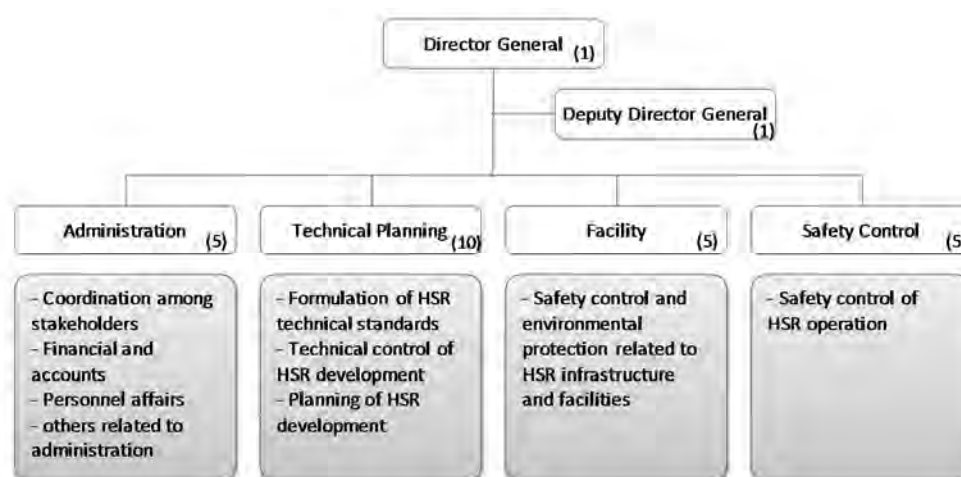 Director General (1)
Deputy Director General
(1)
Administration (5)
Technical Planning (10)
Facility (5)
Safety Control (5
- Coordination among
stakeholders
- Financial and
accounts
- Personnel affairs
- others related to
administration
- Formulation of HSR
technical standards
- Technical control of
HSR development
- Planning of HSR
development
- Safety control and
environmental
protection related to
HSR infrastructure
and facilities
- Safety control of
HSR operation